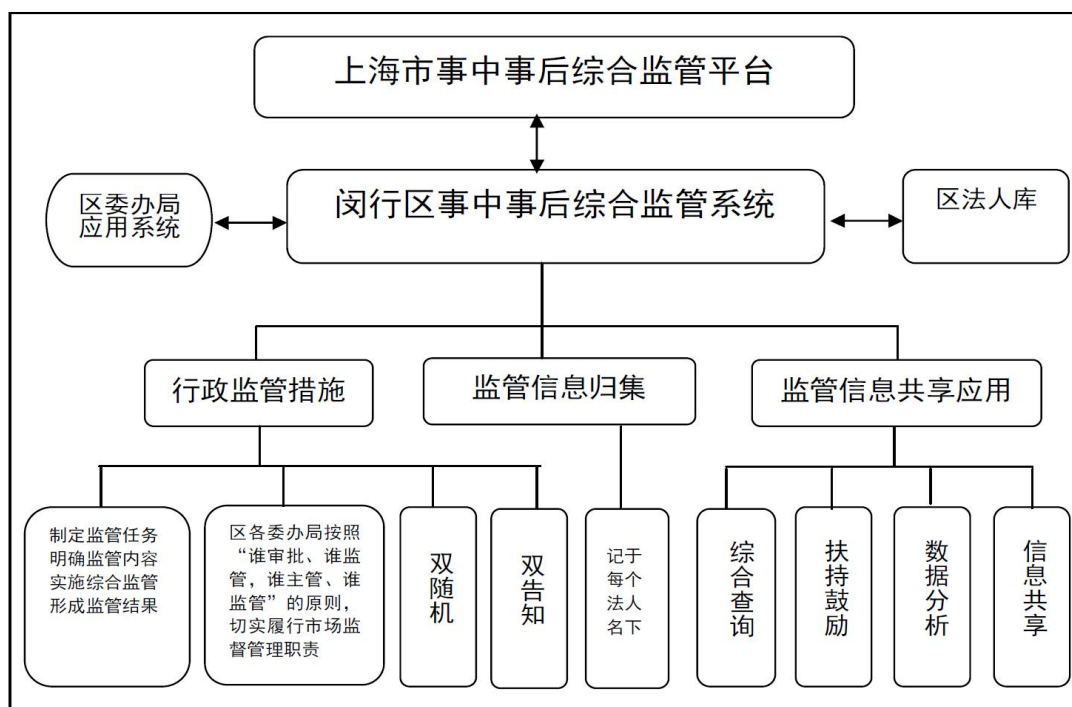 上海市事中事后综合监管平台
区委办局
应用系统
闵行区事中事后综合监管系统
区法人库
行政监管措施
监管信息归集
监管信息共享应用
制定监管任务
明确监管内容
实施综合监管
形成监管结果
区各委办局按照
“谁审批、谁监
管，谁主管、谁
监管”的原则，
切实履行市场监
督管理职责
双随机
双告知
记于
每个
法人
名下
综合查询
扶持鼓励
数据分析
信息共享